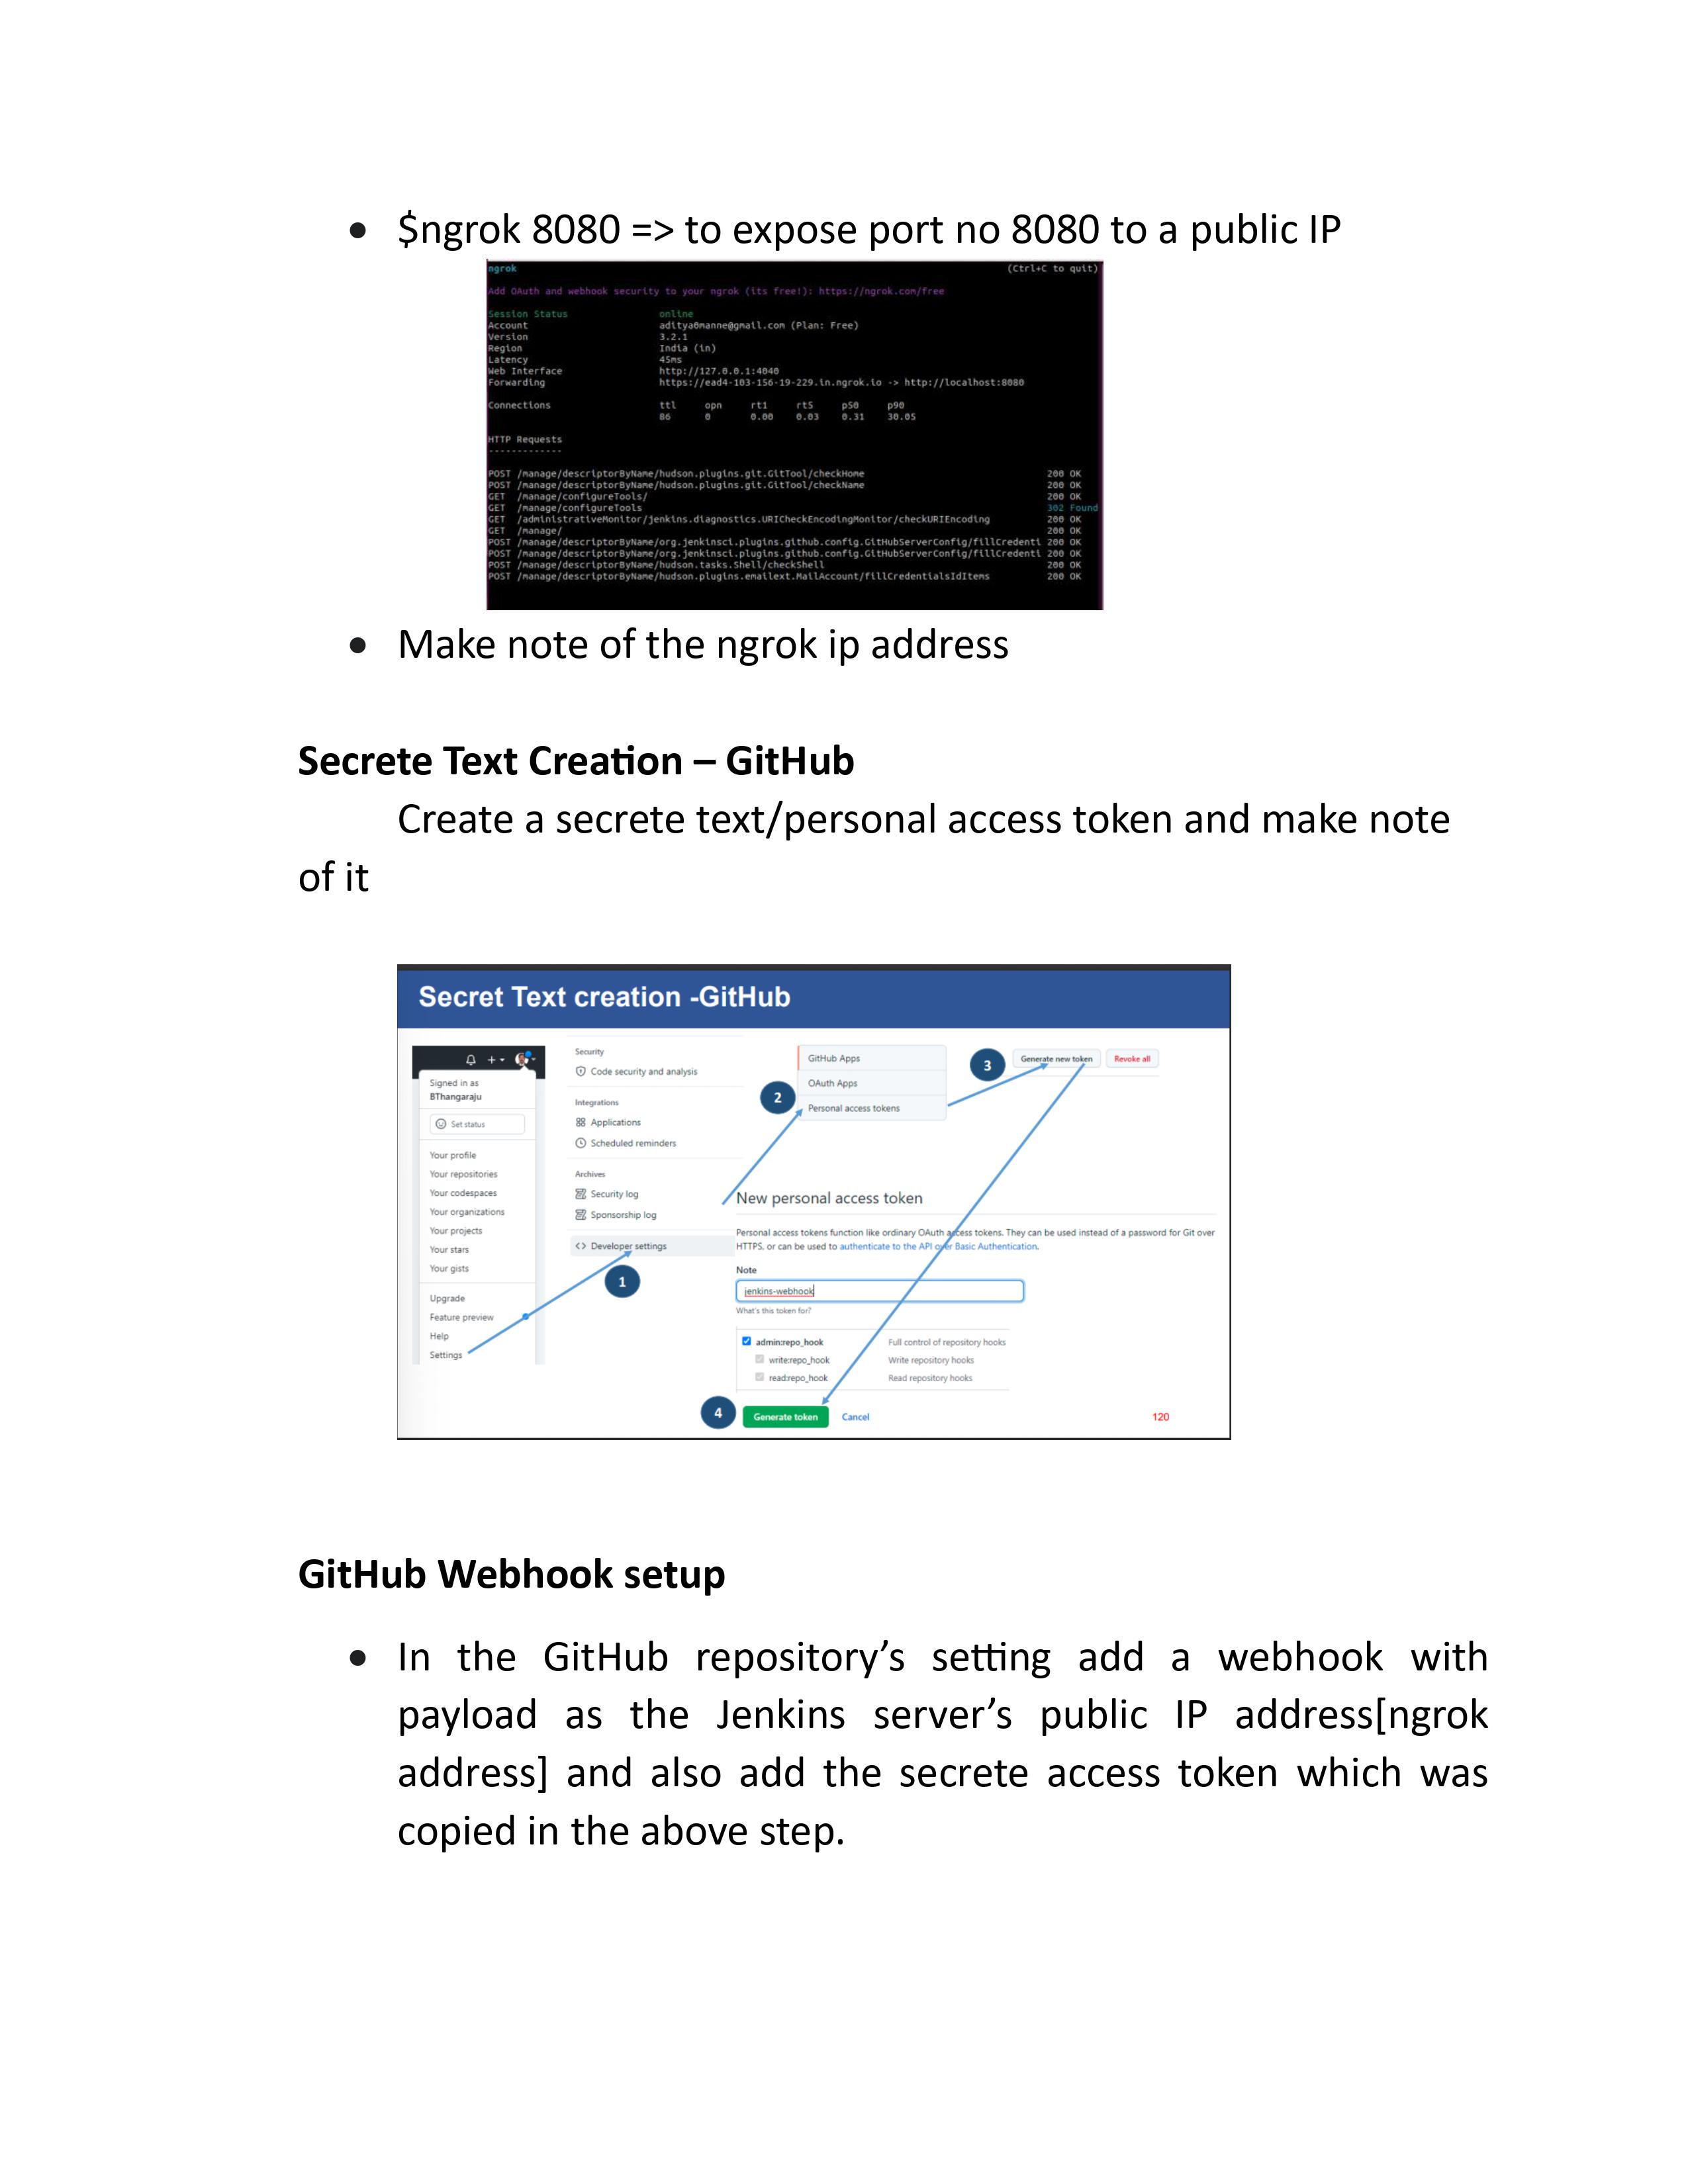 • $ngrok 8080 => to expose port no 8080 to a public IP
ngrok (Ctrl+C to quit)
Add OAuth and webhook security to your ngrok (its free!): https://ngrok.com/free
Session Status online
Account aditya0manne@gmail.com (Plan: Free)
Version 3.2.1
Region India (in)
Latency 45ms
Web Interface http://127.0.0.1:4040
Forwarding https://ead4-103-156-19-229.in.ngrok.io -> http://localhost:8080
Connections ttl opn rt1 rt5 p50 p90
86 0 0.00 0.03 0.31 30.05
HTTP Requests
-------------
POST /manage/descriptorByName/hudson.plugins.git.GitTool/checkHome 200 OK
POST /manage/descriptorByName/hudson.plugins.git.GitTool/checkName 200 OK
GET /manage/configureTools/ 200 OK
GET /manage/configureTools 302 Found
GET /administrativeMonitor/jenkins.diagnostics.URICheckEncodingMonitor/checkURIEncoding 200 OK
GET /manage/ 200 OK
POST /manage/descriptorByName/org.jenkinsci.plugins.github.config.GitHubServerConfig/fillCredenti 200 OK
POST /manage/descriptorByName/org.jenkinsci.plugins.github.config.GitHubServerConfig/fillCredenti 200 OK
POST /manage/descriptorByName/hudson.tasks.Shell/checkShell 200 OK
POST /manage/descriptorByName/hudson.plugins.emailext.MailAccount/fillCredentialsIdItems 200 OK
• Make note of the ngrok ip address
Secrete Text Creation – GitHub
Create a secrete text/personal access token and make note
of it
Secret Text creation -GitHub
Signed in as
BThangaraju
Set status
Your profile
Your repositories
Your codespaces
Your organizations
Your projects
Your stars
Your gists
Upgrade
Feature preview
Help
Settings
Security
Code security and analysis
Integrations
Applications
Scheduled reminders
Archives
Security log
Sponsorship log
<> Developer settings
1
2
GitHub Apps
OAuth Apps
Personal access tokens
3
Generate new token
Revoke all
New personal access token
Personal access tokens function like ordinary OAuth access tokens. They can be used instead of a password for Git over
HTTPS, or can be used to authenticate to the API over Basic Authentication.
Note
jenkins-webhook
What's this token for?
admin:repo_hook Full control of repository hooks
write:repo_hook Write repository hooks
read:repo_hook Read repository hooks
4
Generate token
Cancel
120
GitHub Webhook setup
• In the GitHub repository’s setting add a webhook with
payload as the Jenkins server’s public IP address[ngrok
address] and also add the secrete access token which was
copied in the above step.